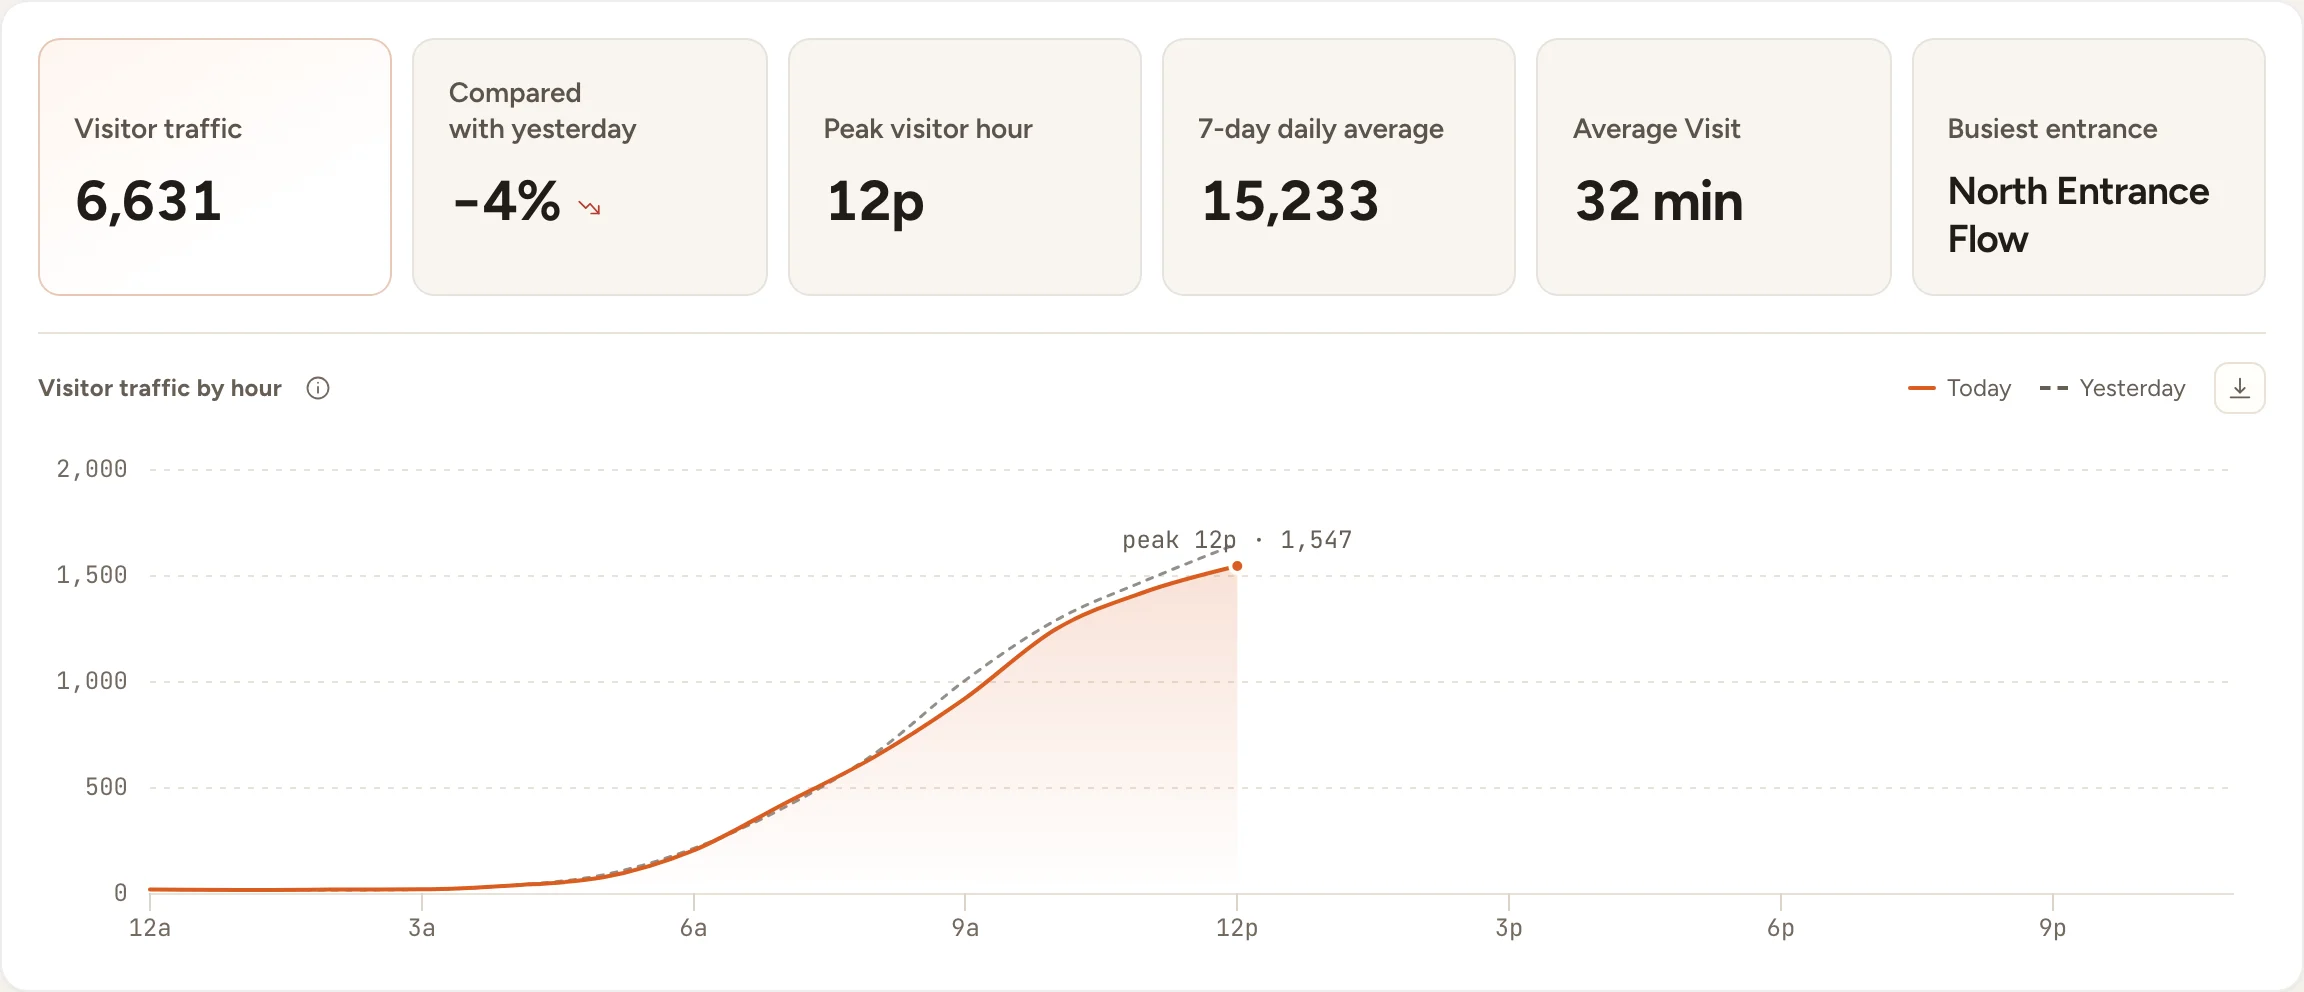 Visitor traffic
6,631
Compared
with yesterday
-4%
Peak visitor hour
12p
7-day daily average
15,233
Average Visit
32 min
Busiest entrance
North Entrance
Flow
Visitor traffic by hour
Today
Yesterday
2,000
1,500
1,000
500
0
peak 12p · 1,547
12a
3a
6a
9a
12p
3p
6p
9p